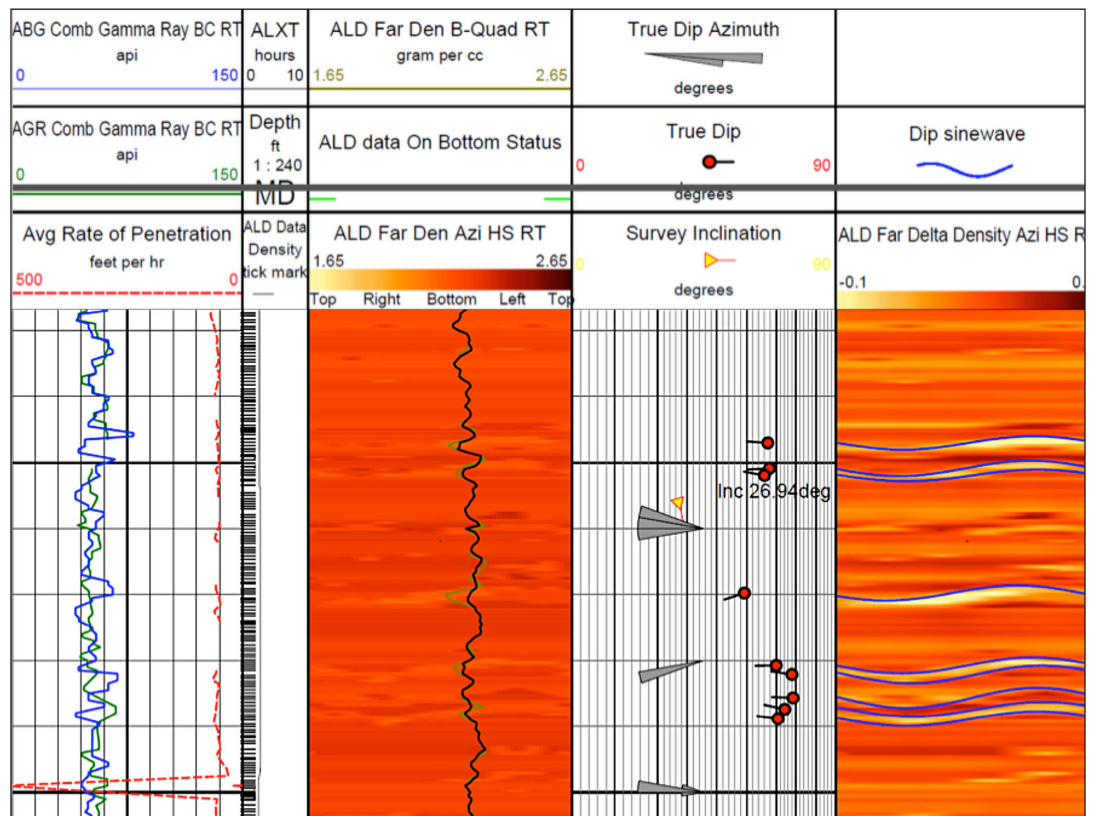 ABG Comb Gamma Ray BC RT
api
0 150
ALXT
hours
0 10
ALD Far Den B-Quad RT
gram per cc
1.65 2.65
True Dip Azimuth
degrees
AGR Comb Gamma Ray BC RT
api
0 150
Depth
ft
1 : 240
MD
ALD data On Bottom Status
True Dip
0 90
degrees
Dip sinewave
Avg Rate of Penetration
feet per hr
500 0
ALD Data
Density
tick mark
ALD Far Den Azi HS RT
1.65 2.65
Top Right Bottom Left Top
Survey Inclination
0 90
degrees
ALD Far Delta Density Azi HS R
-0.1 0.
Inc 26.94deg